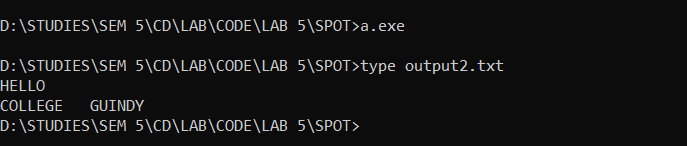 D:\STUDIES\SEM 5\CD\LAB\CODE\LAB 5\SPOT>a.exe
D:\STUDIES\SEM 5\CD\LAB\CODE\LAB 5\SPOT>type output2.txt
HELLO
COLLEGE   GUINDY
D:\STUDIES\SEM 5\CD\LAB\CODE\LAB 5\SPOT>